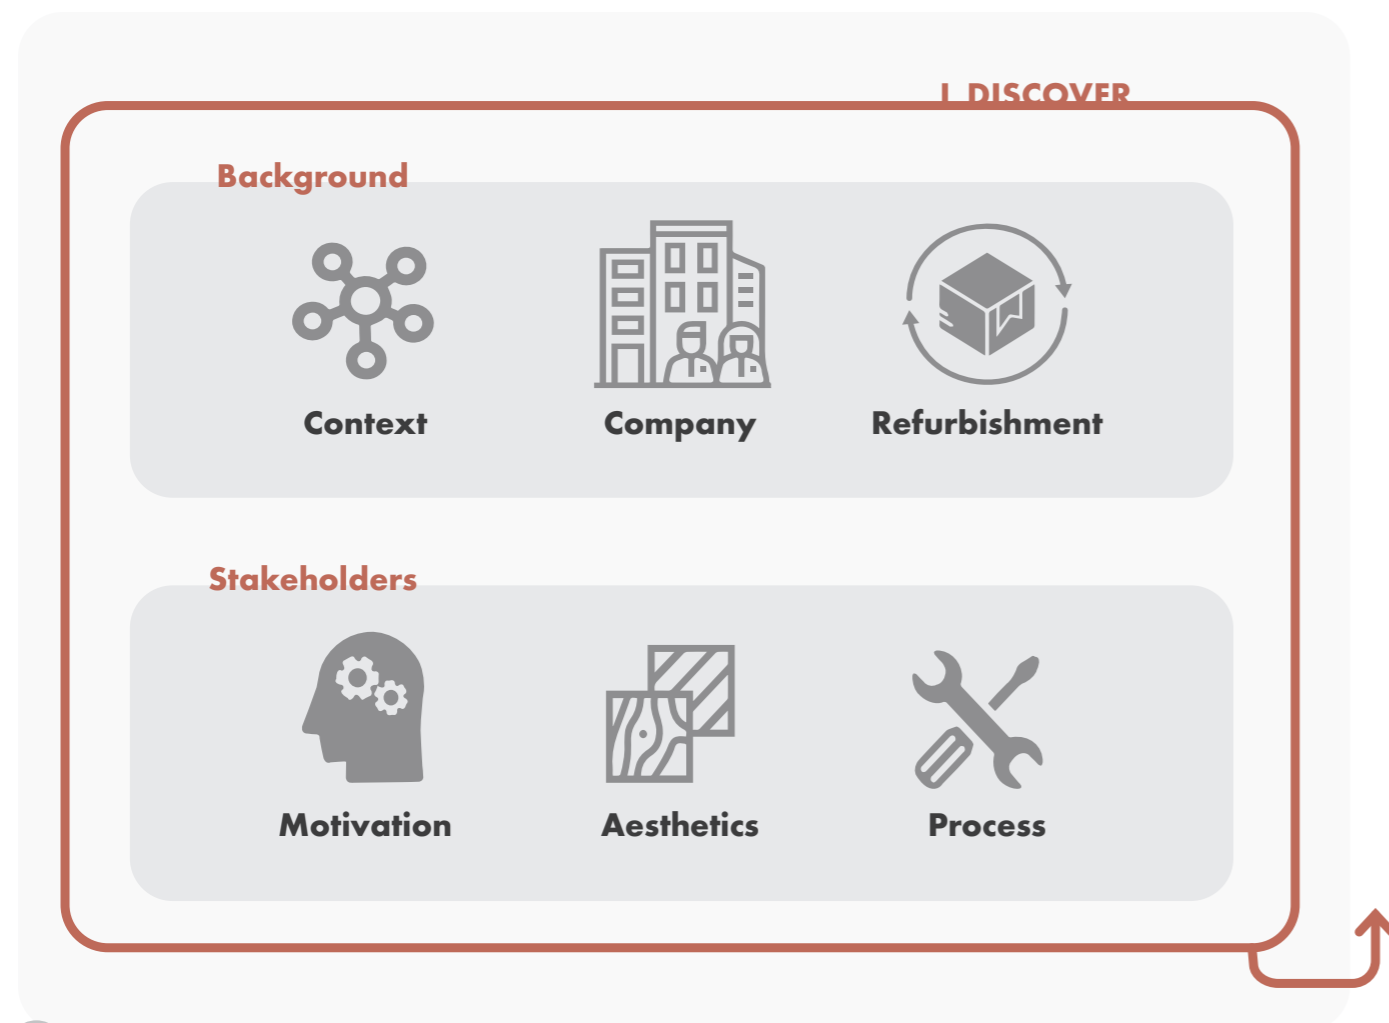 I DISCOVER
Background
Context
Company
Refurbishment
Stakeholders
Motivation
Aesthetics
Process